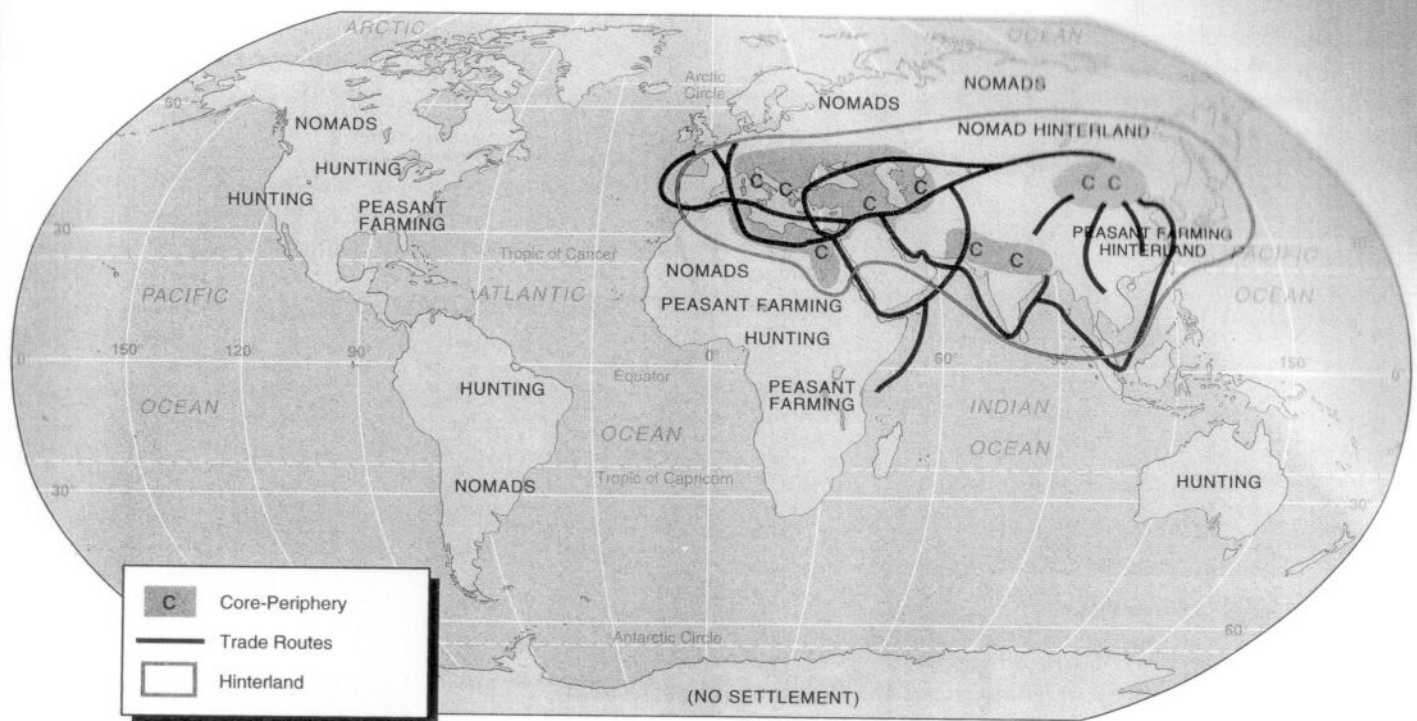 ARCTIC
OCEAN
Arctic
Circle
NOMADS
NOMADS
50°
NOMADS
NOMAD HINTERLAND
HUNTING
HUNTING
PEASANT
FARMING
C
C
C
C
C
C
30°
PEASANT FARMING
HINTERLAND
PACIFIC
OCEAN
C
C
C
Tropic of Cancer
NOMADS
PACIFIC
ATLANTIC
PEASANT FARMING
HUNTING
0°
150°
120°
90°
0°
60°
150°
0°
Equator
HUNTING
PEASANT
FARMING
OCEAN
OCEAN
INDIAN
OCEAN
30°
NOMADS
Tropic of Capricorn
HUNTING
30°
C Core-Periphery
Trade Routes
Hinterland
60°
Antarctic Circle
(NO SETTLEMENT)